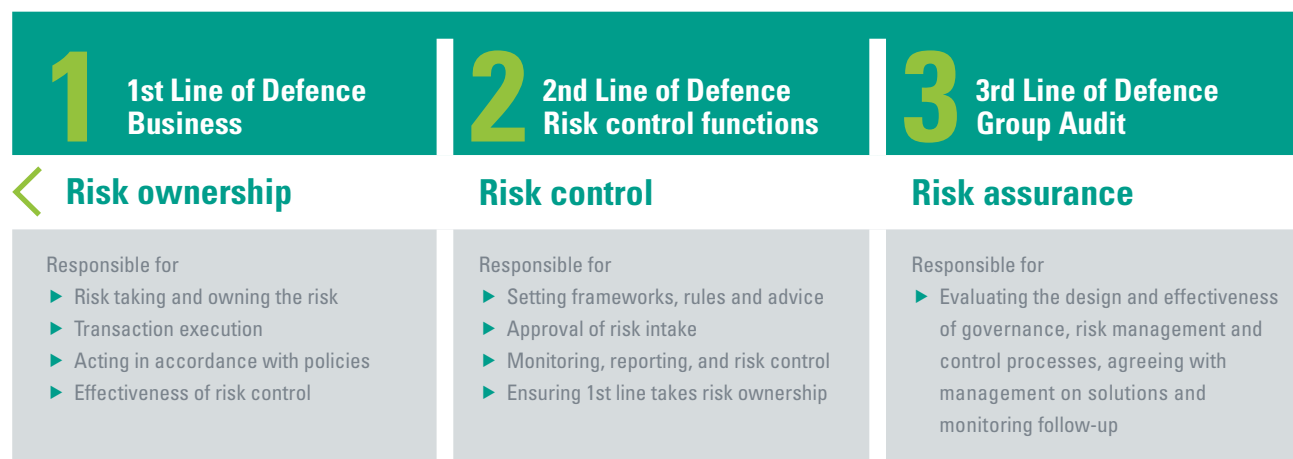 1
1st Line of Defence
Business
Risk ownership
Responsible for
Risk taking and owning the risk
Transaction execution
Acting in accordance with policies
Effectiveness of risk control
2
2nd Line of Defence
Risk control functions
Risk control
Responsible for
Setting frameworks, rules and advice
Approval of risk intake
Monitoring, reporting, and risk control
Ensuring 1st line takes risk ownership
3
3rd Line of Defence
Group Audit
Risk assurance
Responsible for
Evaluating the design and effectiveness
of governance, risk management and
control processes, agreeing with
management on solutions and
monitoring follow-up